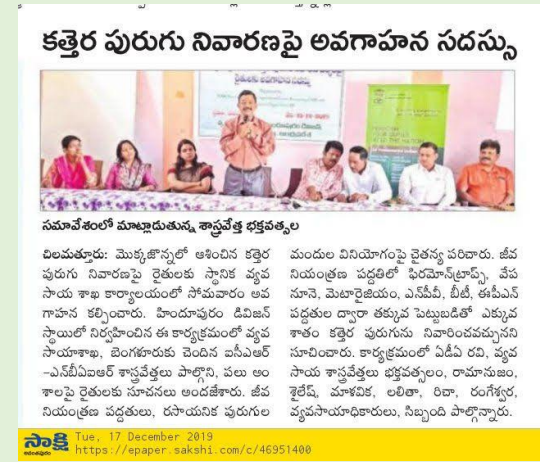 కత్తెర పురుగు నివారణపై అవగాహన సదస్సు
సమావేశంలో మాట్లాడుతున్న శాస్త్రవేత్త భక్తవత్సల
చిలమత్తూరు: మొక్కజొన్నలో ఆశించిన కత్తెర
పురుగు నివారణపై రైతులకు స్థానిక వ్యవ
సాయ శాఖ కార్యాలయంలో సోమవారం అవ
గాహన కల్పించారు. హిందూపురం డివిజన్
స్థాయిలో నిర్వహించిన ఈ కార్యక్రమంలో వ్యవ
సాయశాఖ, బెంగళూరుకు చెందిన ఐసీఎఆర్
–ఎన్‌బీఏఐఆర్ శాస్త్రవేత్తలు పాల్గొని, పలు అం
శాలపై రైతులకు సూచనలు అందజేశారు. జీవ
నియంత్రణ పద్ధతులు, రసాయనిక పురుగుల
మందుల వినియోగంపై చైతన్య పరిచారు. జీవ
నియంత్రణ పద్ధతిలో ఫిరమోన్‌ట్రాప్స్, వేప
నూనె, మెటారైజియం, ఎన్‌పీవీ, బీటీ, ఈపీఎన్
పద్ధతుల ద్వారా తక్కువ పెట్టుబడితో ఎక్కువ
శాతం కత్తెర పురుగును నివారించవచ్చునని
సూచించారు. కార్యక్రమంలో ఏడీఏ రవి, వ్యవ
సాయ శాస్త్రవేత్తలు భక్తవత్సలం, రామానుజం,
శైలేష్, మాళవిక, లలితా, రిచా, రంగేశ్వర,
వ్యవసాయాధికారులు, సిబ్బంది పాల్గొన్నారు.
సాక్షి
అనంతపురం
Tue, 17 December 2019
https://epaper.sakshi.com/c/46951400